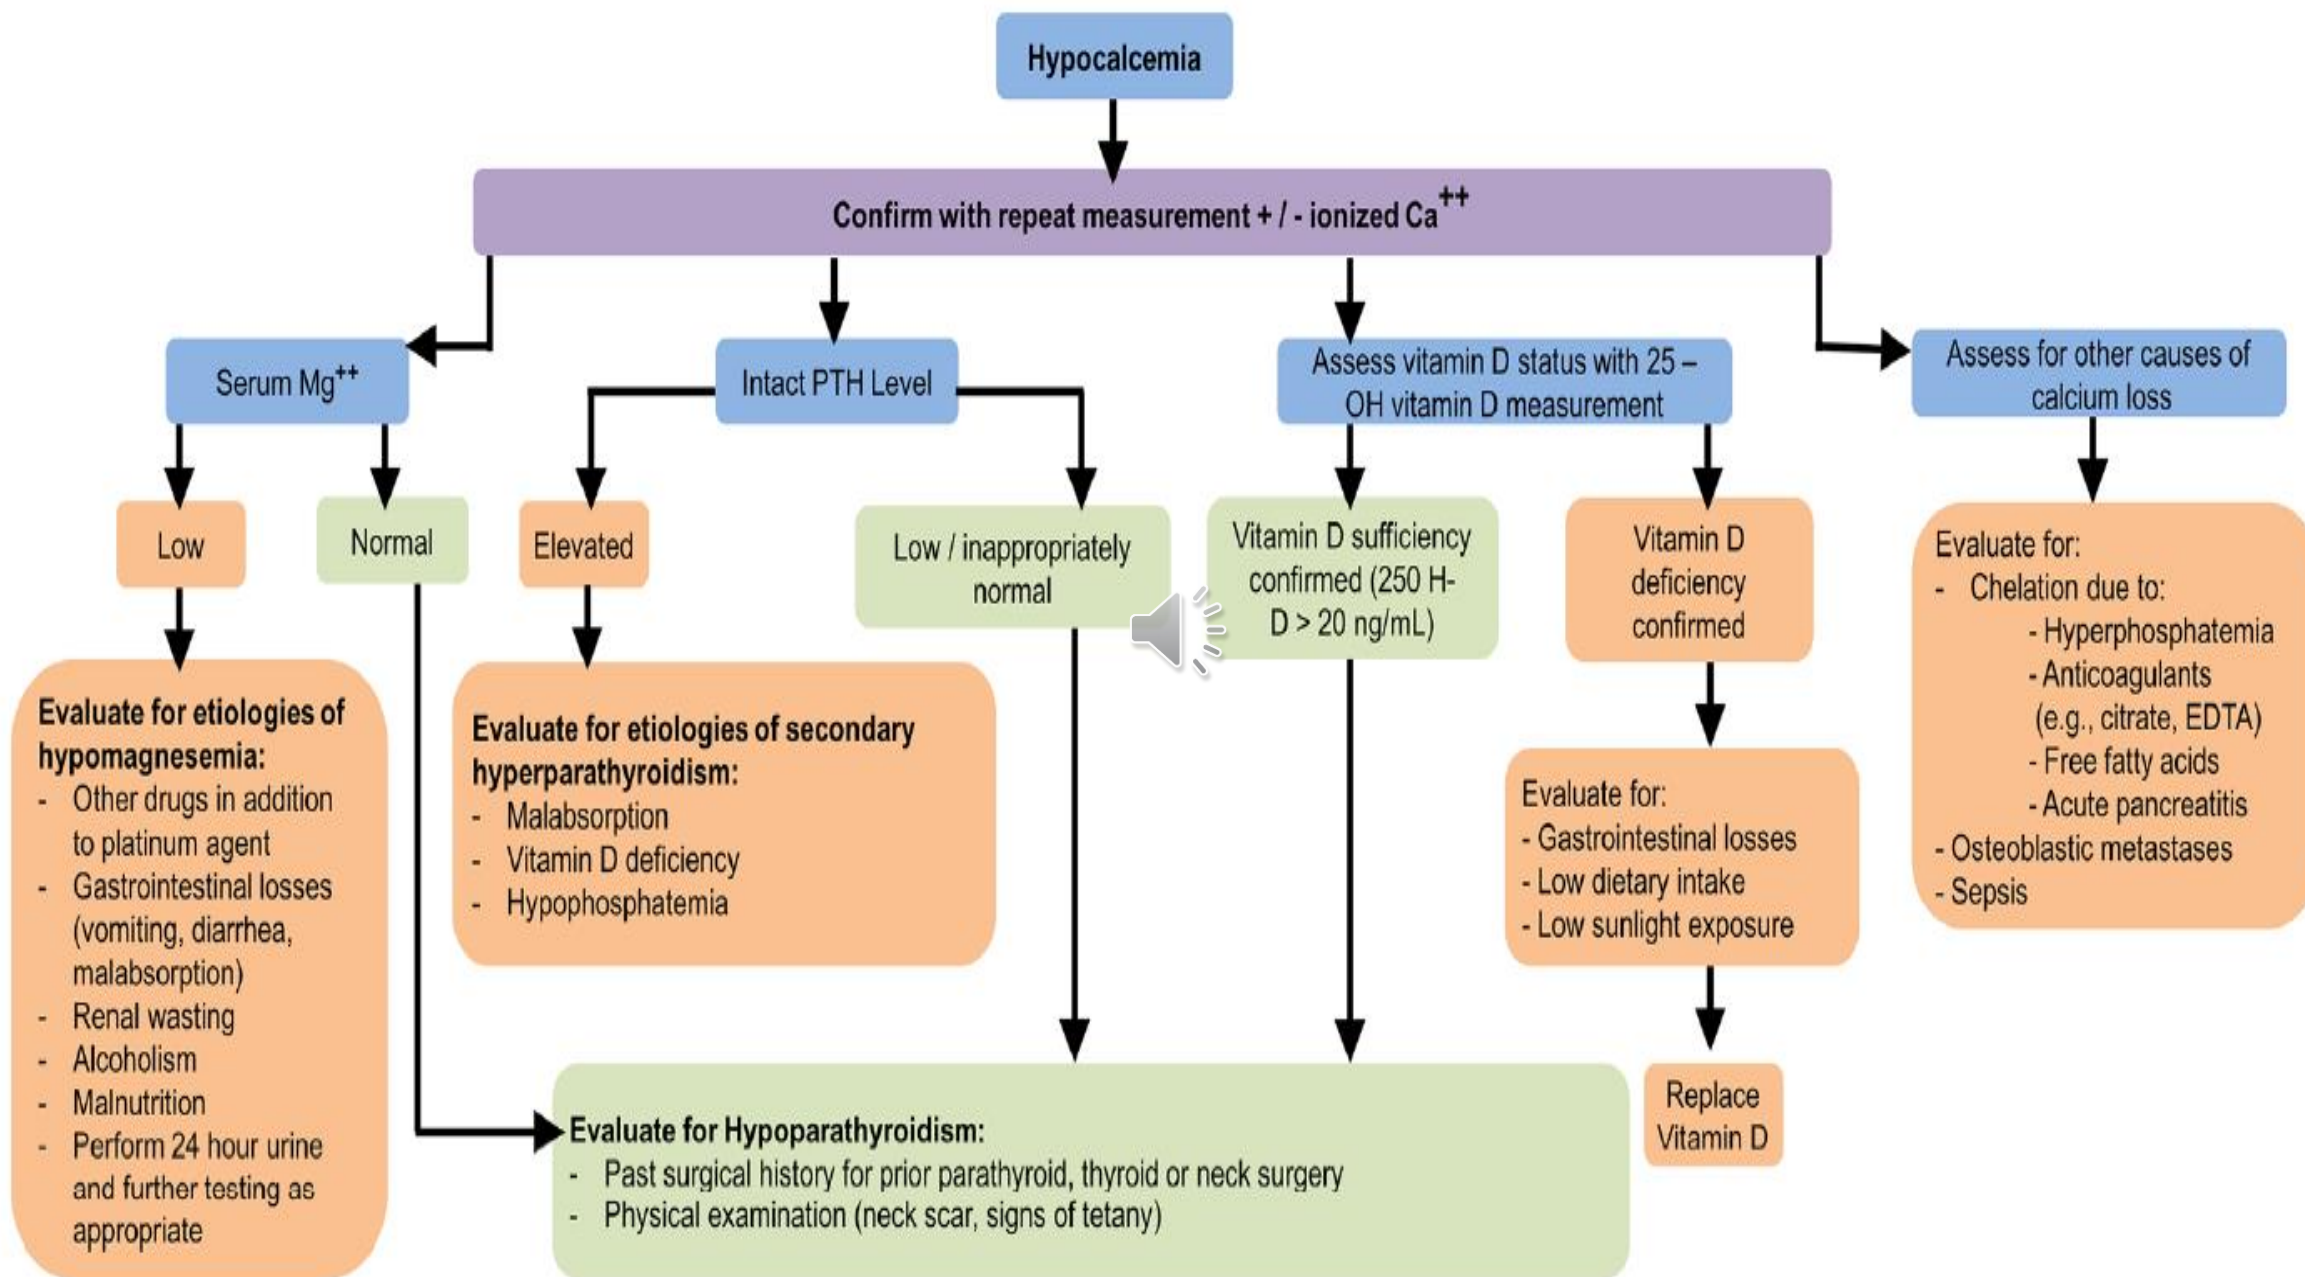 Hypocalcemia
Confirm with repeat measurement + / - ionized Ca++
Serum Mg++
Intact PTH Level
Assess vitamin D status with 25 –
OH vitamin D measurement
Assess for other causes of
calcium loss
Low
Normal
Elevated
Low / inappropriately
normal
Vitamin D sufficiency
confirmed (250 H-
D > 20 ng/mL)
Vitamin D
deficiency
confirmed
Evaluate for:
- Chelation due to:
- Hyperphosphatemia
- Anticoagulants
(e.g., citrate, EDTA)
- Free fatty acids
- Acute pancreatitis
- Osteoblastic metastases
- Sepsis
Evaluate for etiologies of
hypomagnesemia:
- Other drugs in addition
to platinum agent
- Gastrointestinal losses
(vomiting, diarrhea,
malabsorption)
- Renal wasting
- Alcoholism
- Malnutrition
- Perform 24 hour urine
and further testing as
appropriate
Evaluate for etiologies of secondary
hyperparathyroidism:
- Malabsorption
- Vitamin D deficiency
- Hypophosphatemia
Evaluate for:
- Gastrointestinal losses
- Low dietary intake
- Low sunlight exposure
Replace
Vitamin D
Evaluate for Hypoparathyroidism:
- Past surgical history for prior parathyroid, thyroid or neck surgery
- Physical examination (neck scar, signs of tetany)